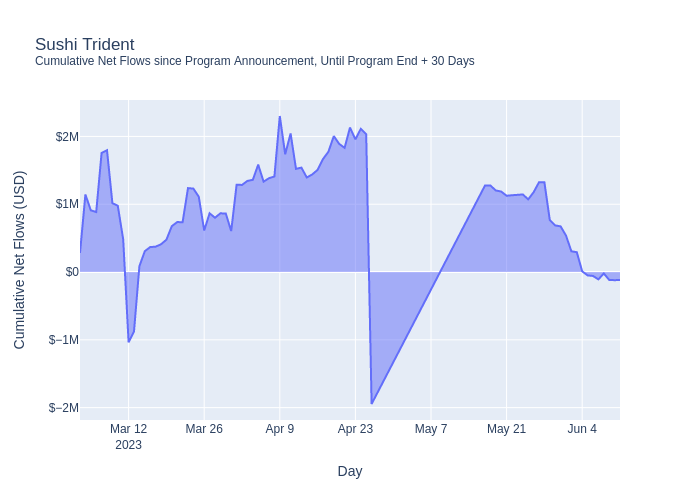 Sushi Trident
Cumulative Net Flows since Program Announcement, Until Program End + 30 Days
Cumulative Net Flows (USD)
$2M
$1M
$0
$−1M
$−2M
Mar 12 Mar 26 Apr 9 Apr 23 May 7 May 21 Jun 4
2023
Day